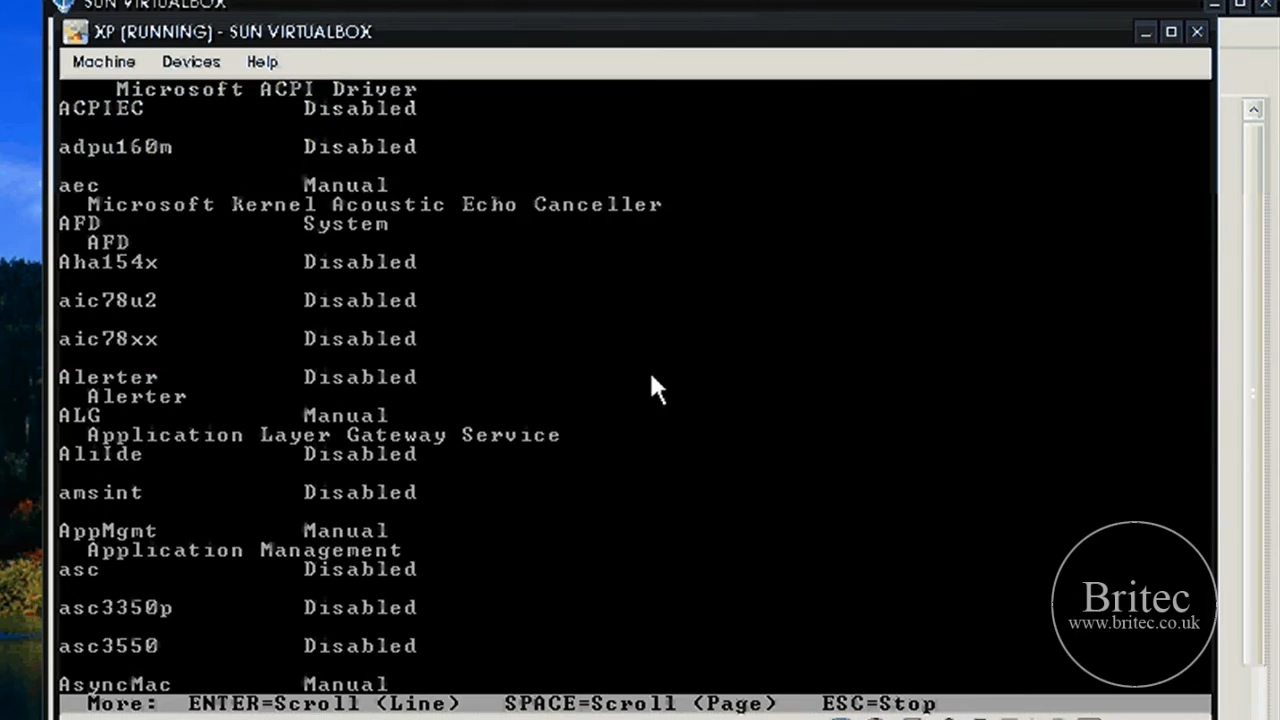 SUN VIRTUALBOX
XP [RUNNING] - SUN VIRTUALBOX
Machine Devices Help
Microsoft ACPI Driver
ACPIEC Disabled
adpu160m Disabled
aec Manual
Microsoft Kernel Acoustic Echo Canceller
AFD System
AFD
Aha154x Disabled
aic78u2 Disabled
aic78xx Disabled
Alerter Disabled
Alerter
ALG Manual
Application Layer Gateway Service
AliIde Disabled
amsint Disabled
AppMgmt Manual
Application Management
asc Disabled
asc3350p Disabled
asc3550 Disabled
AsyncMac Manual
More: ENTER=Scroll (Line) SPACE=Scroll (Page) ESC=Stop
Britec
www.britec.co.uk